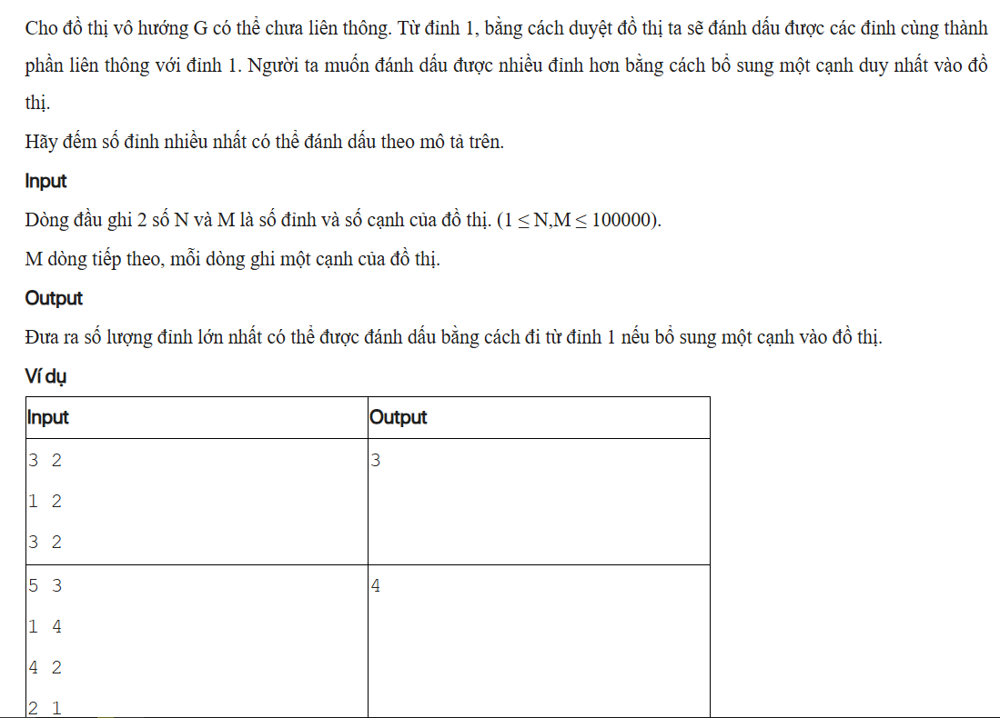 Cho đồ thị vô hướng G có thể chưa liên thông. Từ đỉnh 1, bằng cách duyệt đồ thị ta sẽ đánh dấu được các đỉnh cùng thành
phần liên thông với đỉnh 1. Người ta muốn đánh dấu được nhiều đỉnh hơn bằng cách bổ sung một cạnh duy nhất vào đồ
thị.
Hãy đếm số đỉnh nhiều nhất có thể đánh dấu theo mô tả trên.
Input
Dòng đầu ghi 2 số N và M là số đỉnh và số cạnh của đồ thị. (1 ≤ N,M ≤ 100000).
M dòng tiếp theo, mỗi dòng ghi một cạnh của đồ thị.
Output
Đưa ra số lượng đỉnh lớn nhất có thể được đánh dấu bằng cách đi từ đỉnh 1 nếu bổ sung một cạnh vào đồ thị.
Ví dụ
Input Output
3 2 3
1 2
3 2
5 3 4
1 4
4 2
2 1